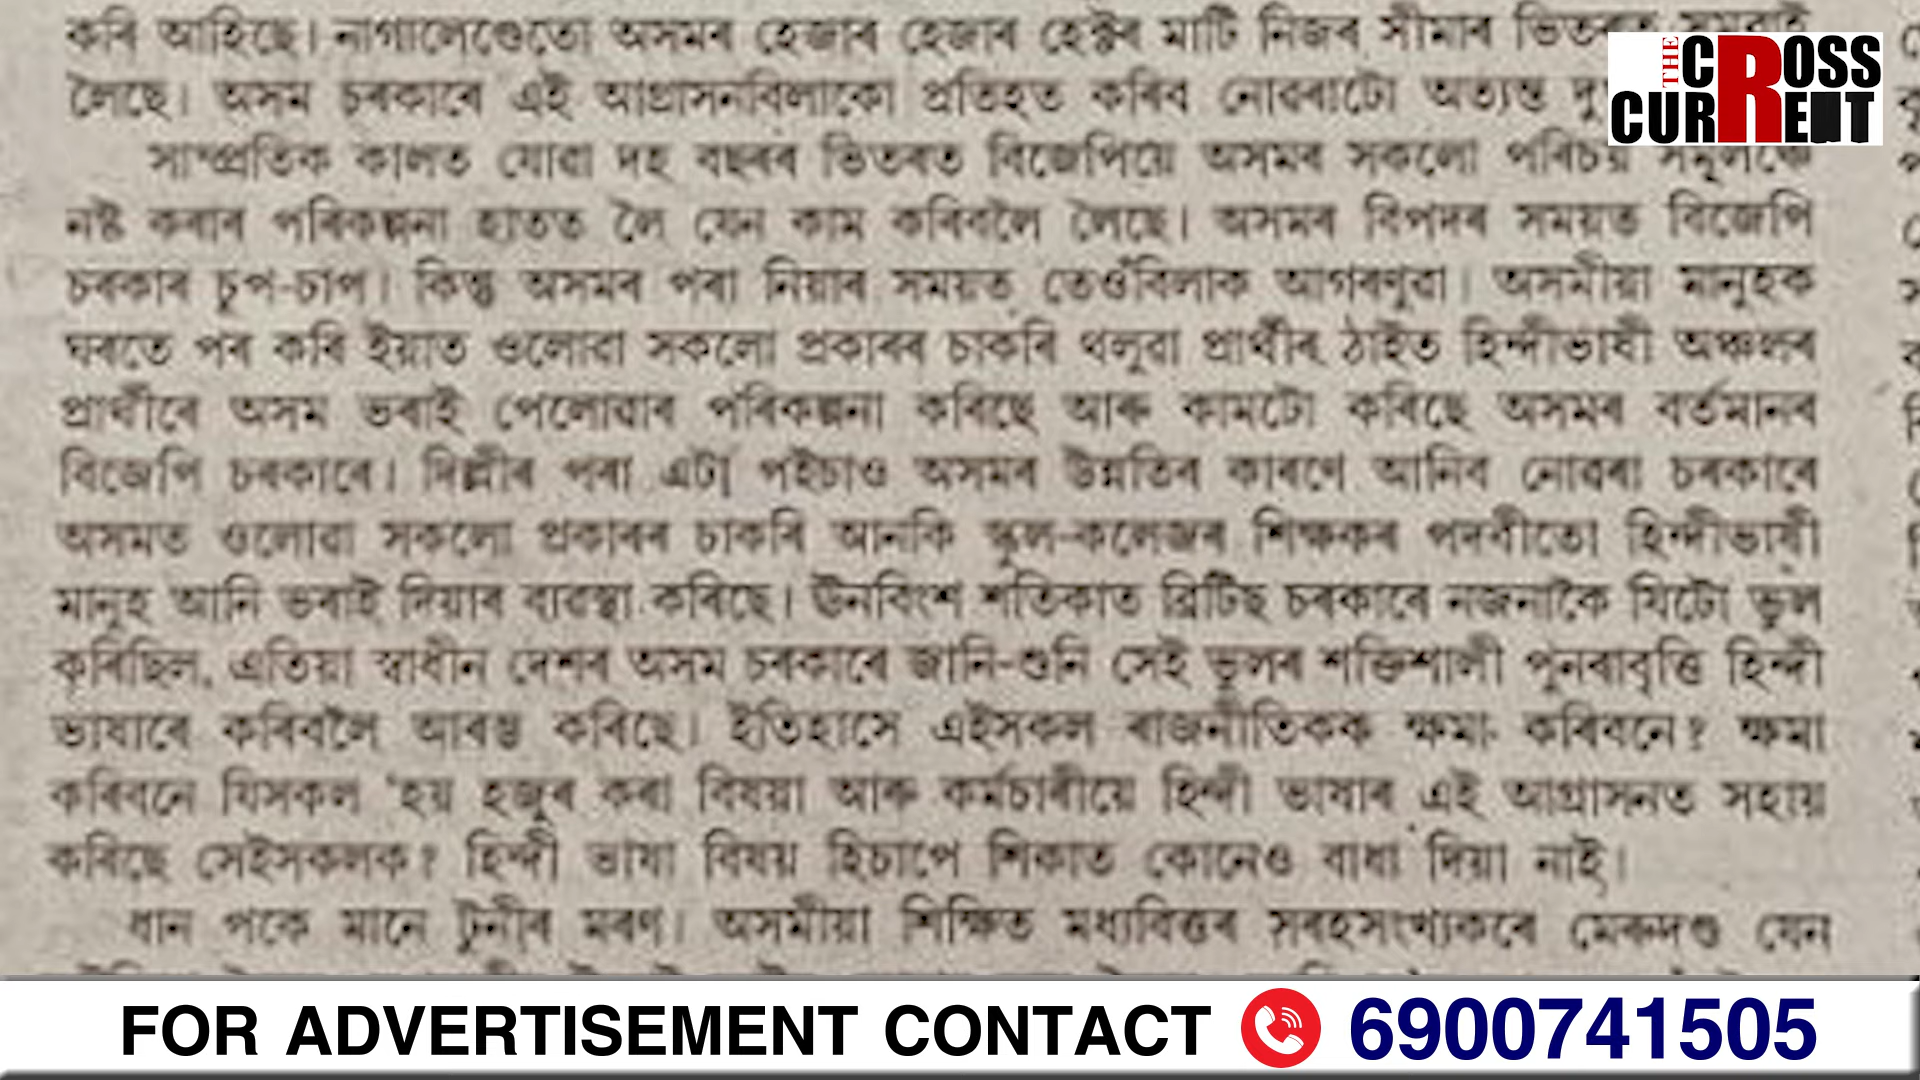 কৰি আহিছে। নাগালেণ্ডেতো অসমৰ হেজাৰ হেজাৰ হেক্টৰ মাটি নিজৰ সীমাৰ ভিতৰত সুমুৱাই
লৈছে। অসম চৰকাৰে এই আগ্ৰাসনবিলাকো প্ৰতিহত কৰিব নোৱৰাটো অত্যন্ত
সাম্প্ৰতিক কালত যোৱা দহ বছৰৰ ভিতৰত বিজেপিয়ে অসমৰ সকলো পৰিচয় সমূলঞ্চে
নষ্ট কৰাৰ পৰিকল্পনা হাতত লৈ যেন কাম কৰিবলৈ লৈছে। অসমৰ বিপদৰ সময়ত বিজেপি
চৰকাৰ চুপ-চাপ। কিন্তু অসমৰ পৰা নিয়াৰ সময়ত তেওঁবিলাক আগৰণুৱা। অসমীয়া মানুহক
ঘৰতে পৰ কৰি ইয়াত ওলোৱা সকলো প্ৰকাৰৰ চাকৰি থলুৱা প্ৰাৰ্থীৰ ঠাইত হিন্দীভাষী অঞ্চলৰ
প্ৰাৰ্থীৰে অসম ভৰাই পেলোৱাৰ পৰিকল্পনা কৰিছে আৰু কামটো কৰিছে অসমৰ বৰ্তমানৰ
বিজেপি চৰকাৰে। দিল্লীৰ পৰা এটা পইচাও অসমৰ উন্নতিৰ কাৰণে আনিব নোৱৰা চৰকাৰে
অসমত ওলোৱা সকলো প্ৰকাৰৰ চাকৰি আনকি স্কুল-কলেজৰ শিক্ষকৰ পদবীতো হিন্দীভাষী
মানুহ আনি ভৰাই দিয়াৰ ব্যৱস্থা কৰিছে। ঊনবিংশ শতিকাত ব্ৰিটিছ চৰকাৰে নজনাকৈ যিটো ভুল
কৰিছিল, এতিয়া স্বাধীন দেশৰ অসম চৰকাৰে জানি-শুনি সেই ভুলৰ শক্তিশালী পুনৰাবৃত্তি হিন্দী
ভাষাৰে কৰিবলৈ আৰম্ভ কৰিছে। ইতিহাসে এইসকল ৰাজনীতিকক ক্ষমা কৰিবনে? ক্ষমা
কৰিবনে যিসকল 'হয় হজুৰ কৰা বিষয়া আৰু কৰ্মচাৰীয়ে হিন্দী ভাষাৰ এই আগ্ৰাসনত সহায়
কৰিছে সেইসকলক? হিন্দী ভাষা বিষয় হিচাপে শিকাত কোনেও বাধা দিয়া নাই।
ধান পকে মানে টুনীৰ মৰণ। অসমীয়া শিক্ষিত মধ্যবিত্তৰ সৰহসংখ্যকৰে মেৰুদণ্ড যেন
THE CROSS
CURRENT
FOR ADVERTISEMENT CONTACT 6900741505